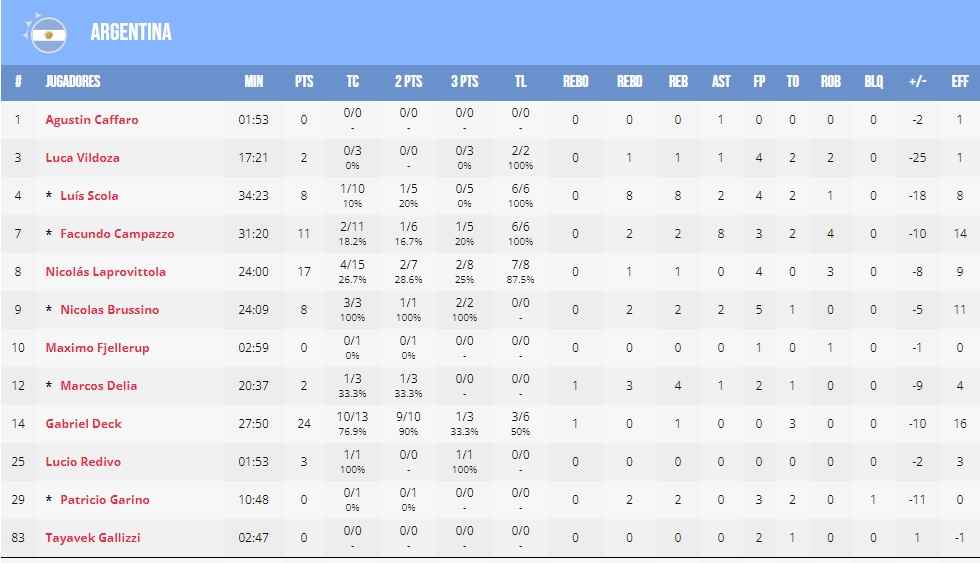 ARGENTINA
# JUGADORES MIN PTS TC 2 PTS 3 PTS TL REBO REBD REB AST FP TO ROB BLQ +/- EFF
1 Agustin Caffaro 01:53 0 0/0 0/0 0/0 0/0 0 0 0 1 0 0 0 0 -2 1
- - - -
3 Luca Vildoza 17:21 2 0/3 0/0 0/3 2/2 0 1 1 1 4 2 2 0 -25 1
0% - 0% 100%
4 * Luís Scola 34:23 8 1/10 1/5 0/5 6/6 0 8 8 2 4 2 1 0 -18 8
10% 20% 0% 100%
7 * Facundo Campazzo 31:20 11 2/11 1/6 1/5 6/6 0 2 2 8 3 2 4 0 -10 14
18.2% 16.7% 20% 100%
8 Nicolás Laprovittola 24:00 17 4/15 2/7 2/8 7/8 0 1 1 0 4 0 3 0 -8 9
26.7% 28.6% 25% 87.5%
9 * Nicolas Brussino 24:09 8 3/3 1/1 2/2 0/0 0 2 2 2 5 1 0 0 -5 11
100% 100% 100% -
10 Maximo Fjellerup 02:59 0 0/1 0/1 0/0 0/0 0 0 0 0 1 0 1 0 -1 0
0% 0% - -
12 * Marcos Delia 20:37 2 1/3 1/3 0/0 0/0 1 3 4 1 2 1 0 0 -9 4
33.3% 33.3% - -
14 Gabriel Deck 27:50 24 10/13 9/10 1/3 3/6 1 0 1 0 0 3 0 0 -10 16
76.9% 90% 33.3% 50%
25 Lucio Redivo 01:53 3 1/1 0/0 1/1 0/0 0 0 0 0 0 0 0 0 -2 3
100% - 100% -
29 * Patricio Garino 10:48 0 0/1 0/1 0/0 0/0 0 2 2 0 3 2 0 1 -11 0
0% 0% - -
83 Tayavek Gallizzi 02:47 0 0/0 0/0 0/0 0/0 0 0 0 0 2 1 0 0 1 -1
- - - -